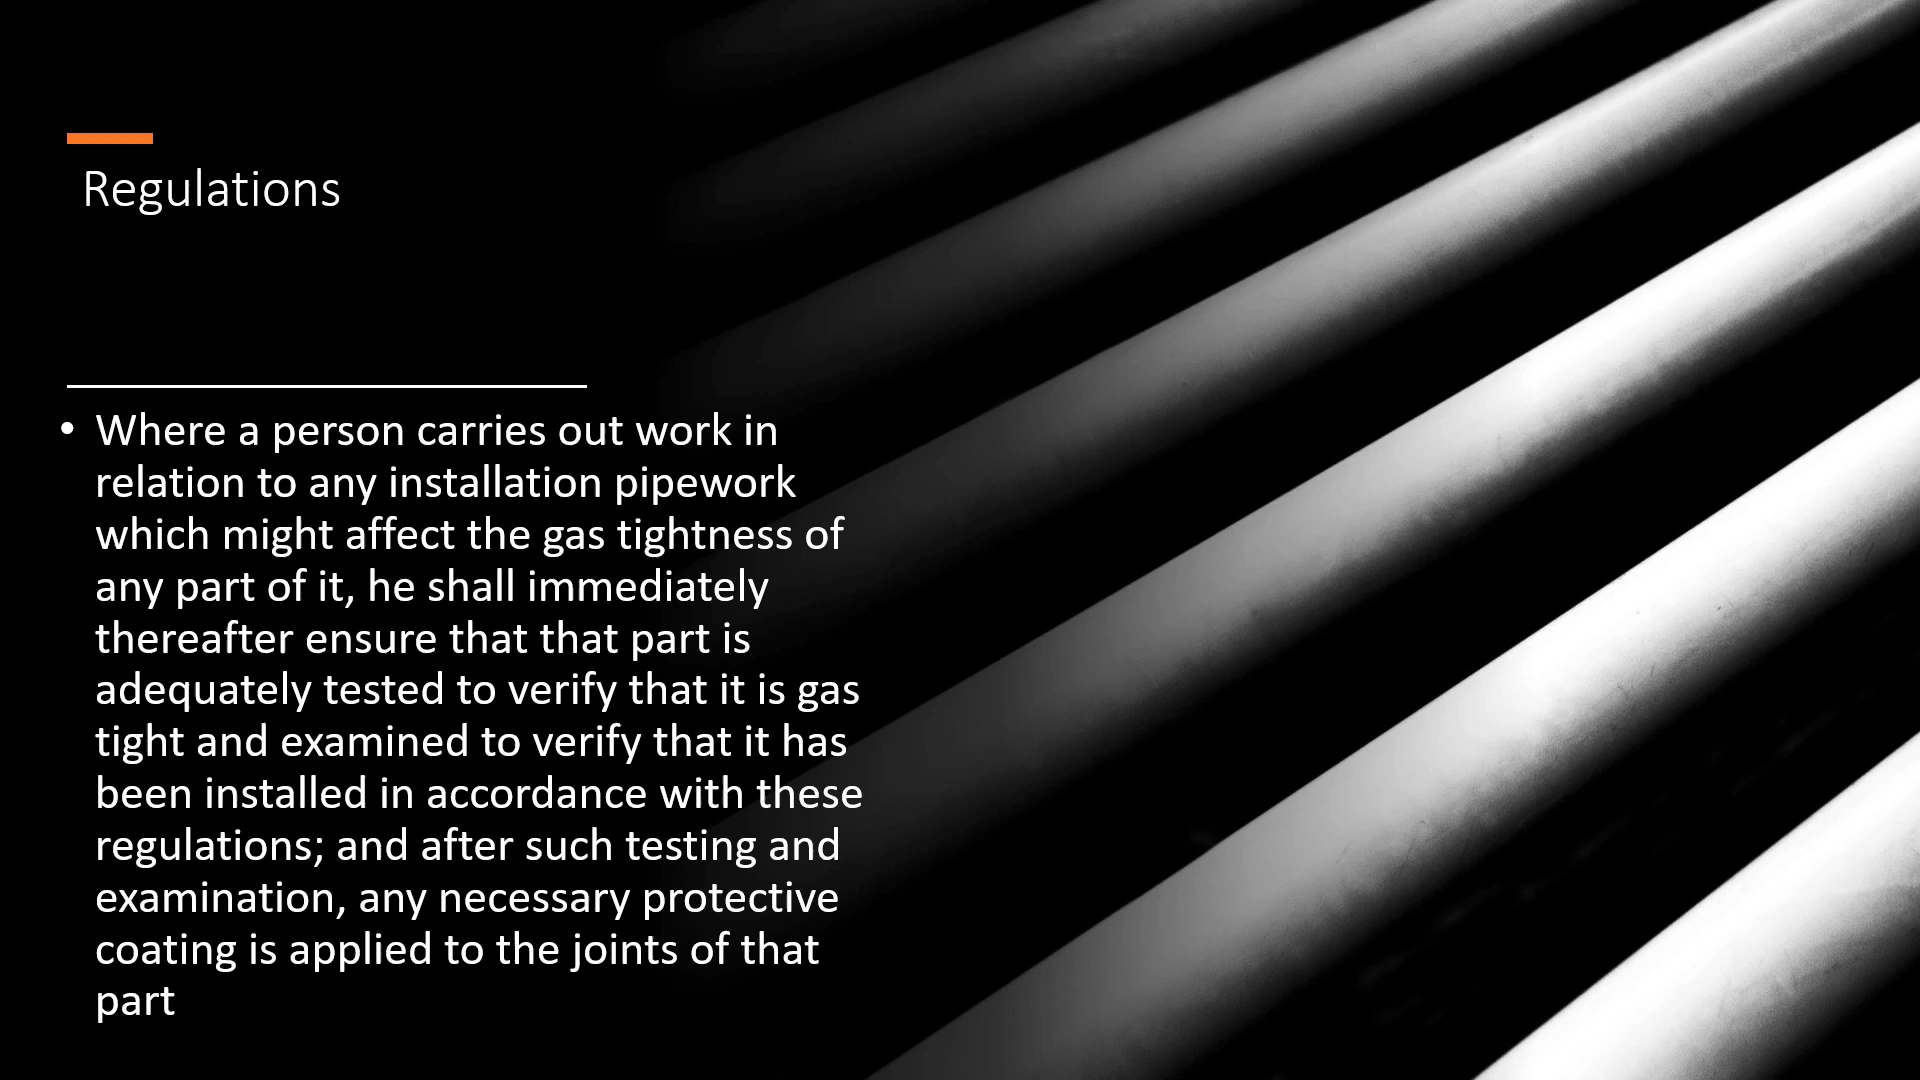 Regulations
• Where a person carries out work in
relation to any installation pipework
which might affect the gas tightness of
any part of it, he shall immediately
thereafter ensure that that part is
adequately tested to verify that it is gas
tight and examined to verify that it has
been installed in accordance with these
regulations; and after such testing and
examination, any necessary protective
coating is applied to the joints of that
part